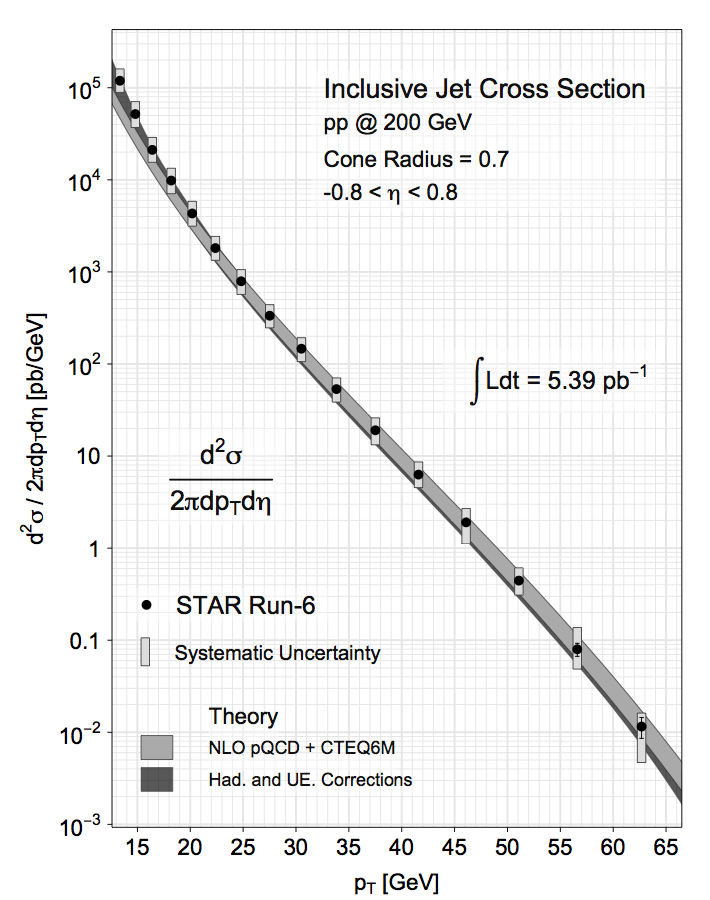 Inclusive Jet Cross Section
pp @ 200 GeV
Cone Radius = 0.7
-0.8 < η < 0.8
∫Ldt = 5.39 pb⁻¹
d²σ
2πdp_Tdη
STAR Run-6
Systematic Uncertainty
Theory
NLO pQCD + CTEQ6M
Had. and UE. Corrections
d²σ / 2πdp_Tdη [pb/GeV]
10⁵
10⁴
10³
10²
10
1
0.1
10⁻²
10⁻³
15 20 25 30 35 40 45 50 55 60 65
p_T [GeV]